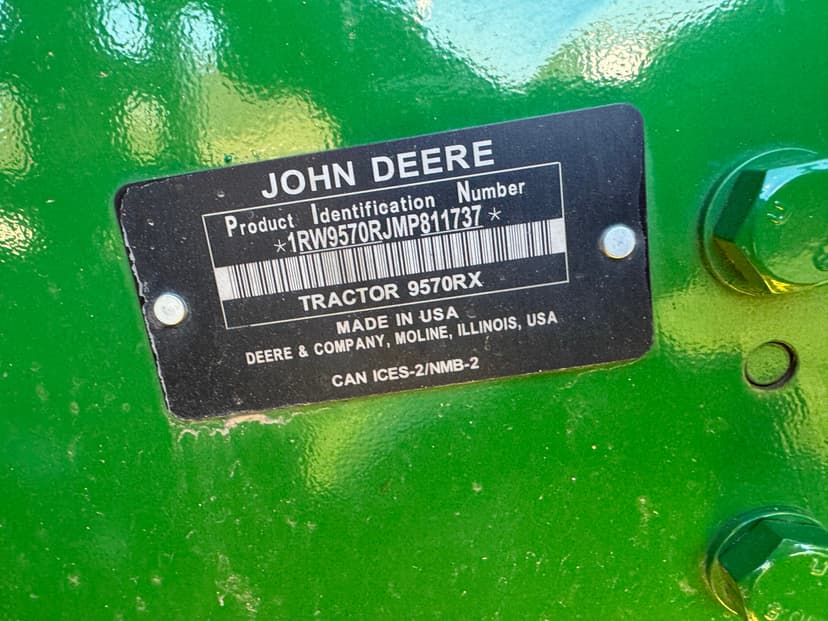 JOHN DEERE
Product Identification Number
*1RW9570RJMP811737*
TRACTOR 9570RX
MADE IN USA
DEERE & COMPANY, MOLINE, ILLINOIS, USA
CAN ICES-2/NMB-2